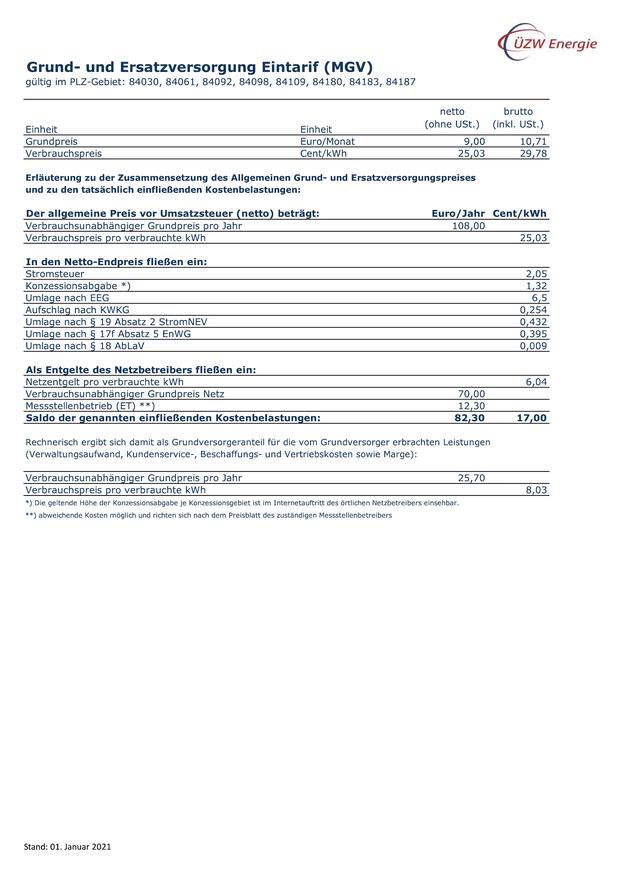 ÜZW Energie
Grund- und Ersatzversorgung Eintarif (MGV)
gültig im PLZ-Gebiet: 84030, 84061, 84092, 84098, 84109, 84180, 84183, 84187
netto brutto
Einheit Einheit (ohne USt.) (inkl. USt.)
Grundpreis Euro/Monat 9,00 10,71
Verbrauchspreis Cent/kWh 25,03 29,78
Erläuterung zu der Zusammensetzung des Allgemeinen Grund- und Ersatzversorgungspreises
und zu den tatsächlich einfließenden Kostenbelastungen:
Der allgemeine Preis vor Umsatzsteuer (netto) beträgt: Euro/Jahr Cent/kWh
Verbrauchsunabhängiger Grundpreis pro Jahr 108,00
Verbrauchspreis pro verbrauchte kWh 25,03
In den Netto-Endpreis fließen ein:
Stromsteuer 2,05
Konzessionsabgabe *) 1,32
Umlage nach EEG 6,5
Aufschlag nach KWKG 0,254
Umlage nach § 19 Absatz 2 StromNEV 0,432
Umlage nach § 17f Absatz 5 EnWG 0,395
Umlage nach § 18 AbLaV 0,009
Als Entgelte des Netzbetreibers fließen ein:
Netzentgelt pro verbrauchte kWh 6,04
Verbrauchsunabhängiger Grundpreis Netz 70,00
Messstellenbetrieb (ET) **) 12,30
Saldo der genannten einfließenden Kostenbelastungen: 82,30 17,00
Rechnerisch ergibt sich damit als Grundversorgeranteil für die vom Grundversorger erbrachten Leistungen
(Verwaltungsaufwand, Kundenservice-, Beschaffungs- und Vertriebskosten sowie Marge):
Verbrauchsunabhängiger Grundpreis pro Jahr 25,70
Verbrauchspreis pro verbrauchte kWh 8,03
*) Die geltende Höhe der Konzessionsabgabe je Konzessionsgebiet ist im Internetauftritt des örtlichen Netzbetreibers einsehbar.
**) abweichende Kosten möglich und richten sich nach dem Preisblatt des zuständigen Messstellenbetreibers
Stand: 01. Januar 2021